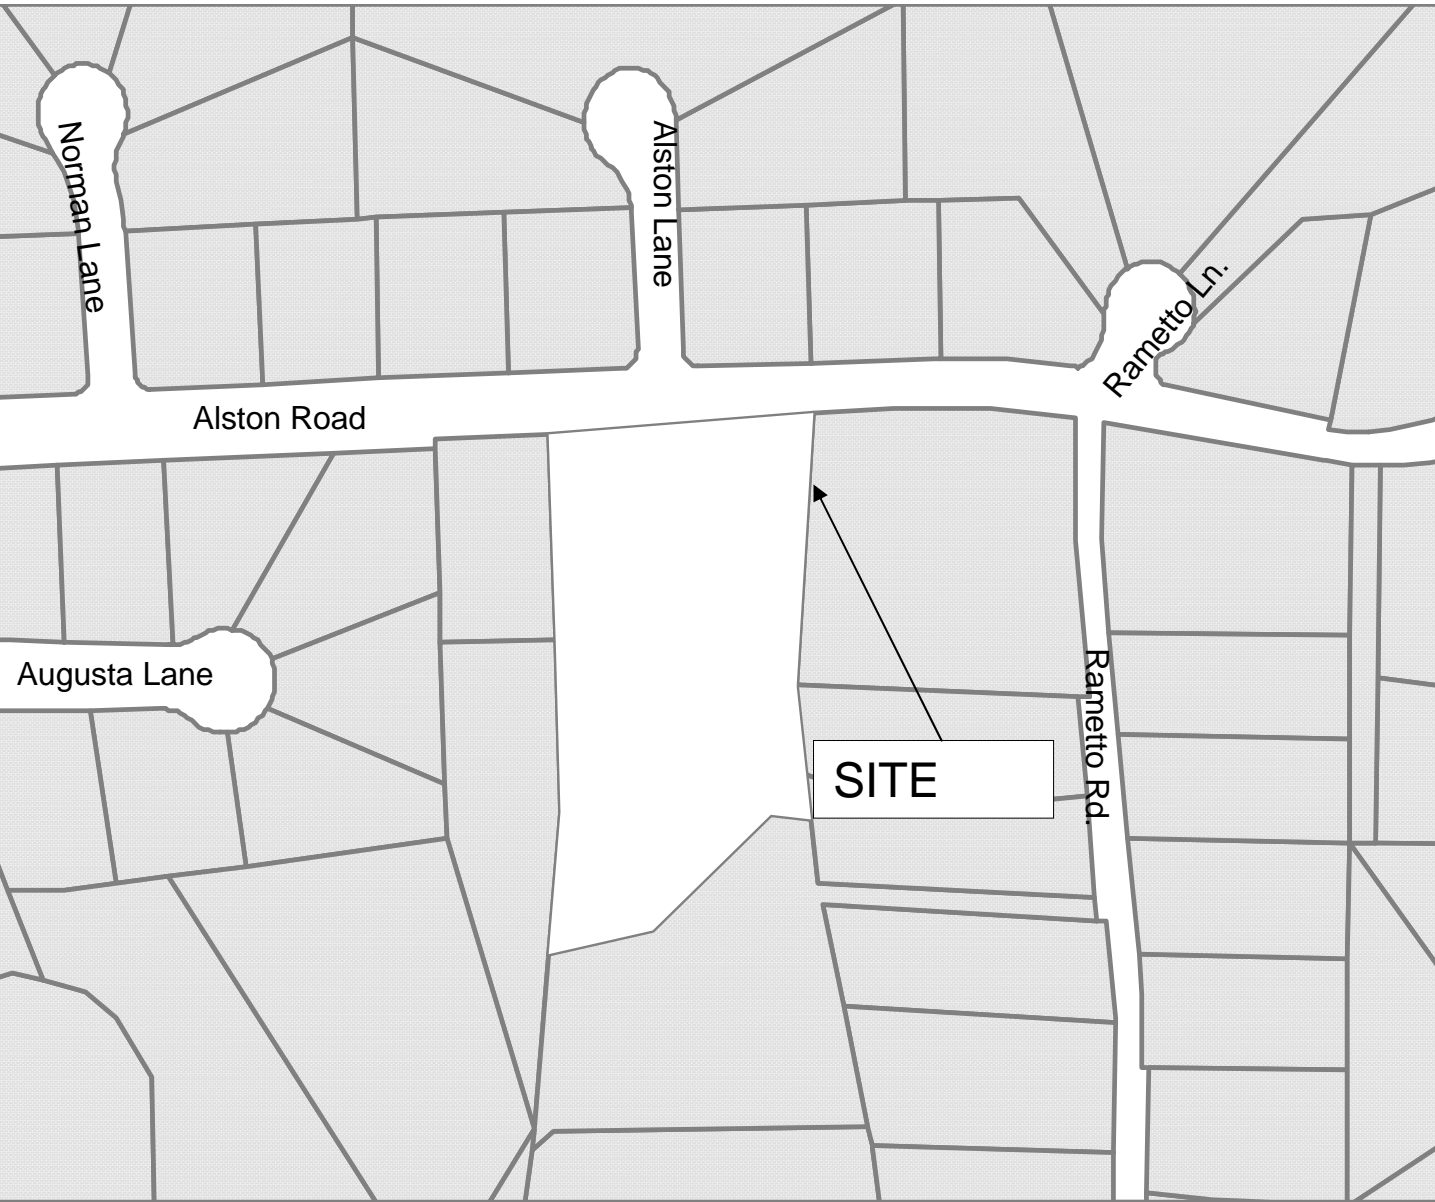 Norman Lane
Alston Lane
Rametto Ln.
Alston Road
Augusta Lane
Rametto Rd.
SITE